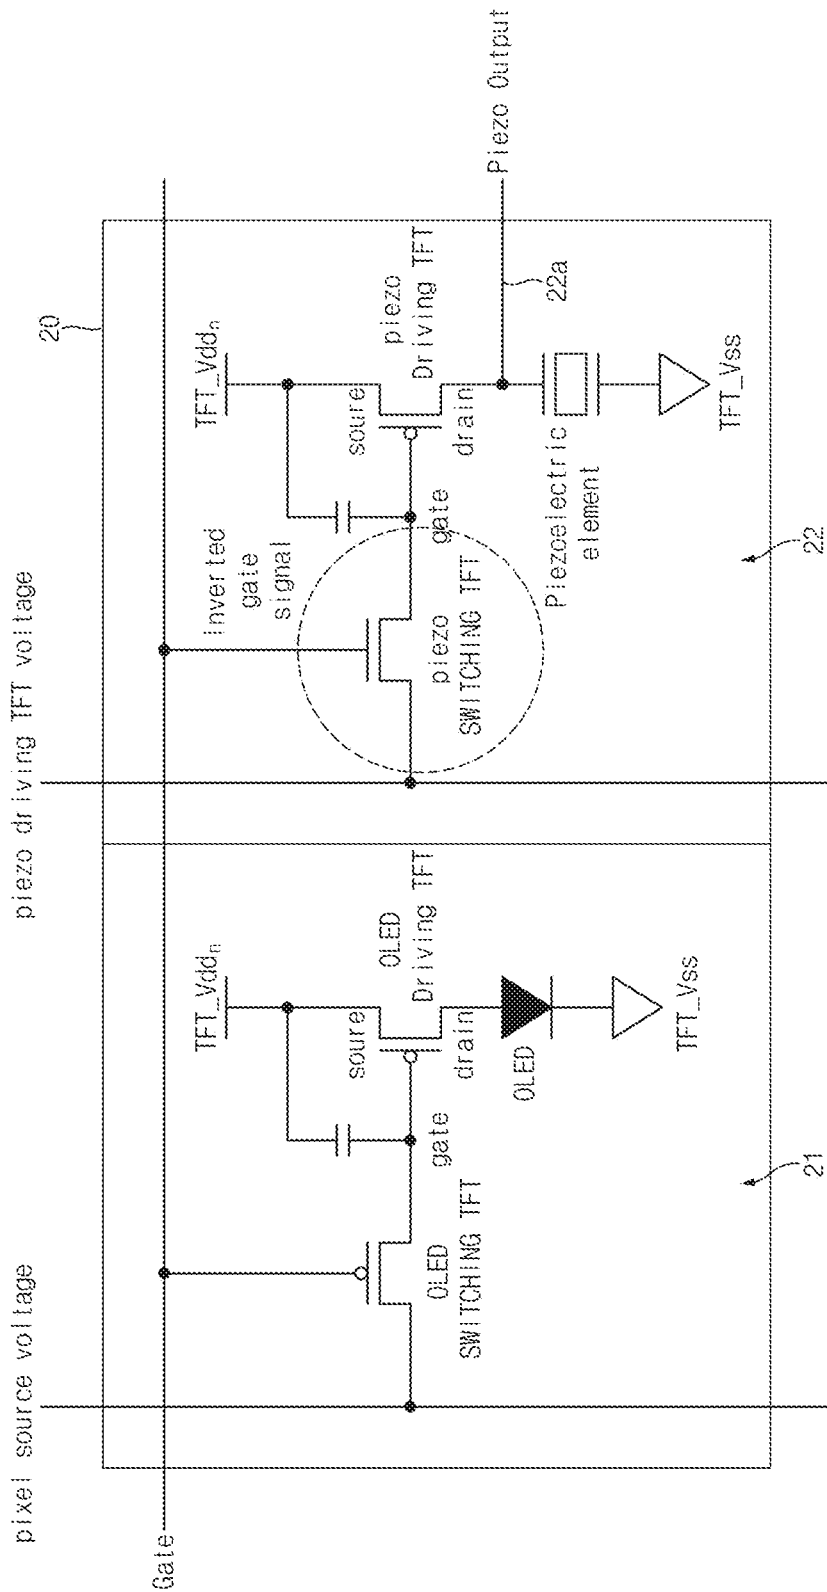 pixel source voltage
piezo driving TFT voltage
Gate
20
TFT_Vddₙ
soure
OLED
Driving TFT
gate
drain
OLED
SWITCHING TFT
OLED
TFT_Vss
21
inverted
gate
signal
TFT_Vddₙ
soure
piezo
Driving TFT
gate
drain
piezo
SWITCHING TFT
22a
Piezo Output
Piezoelectric
element
TFT_Vss
22